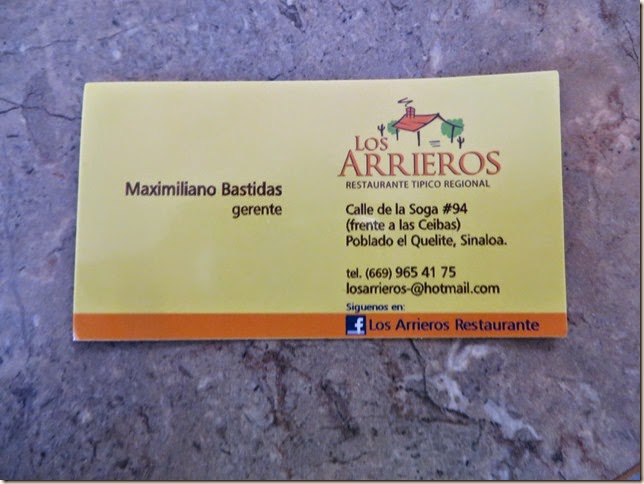 Maximiliano Bastidas
gerente
LOS
ARRIEROS
RESTAURANTE TIPICO REGIONAL
Calle de la Soga #94
(frente a las Ceibas)
Poblado el Quelite, Sinaloa.
tel. (669) 965 41 75
losarrieros-@hotmail.com
Siguenos en:
f Los Arrieros Restaurante